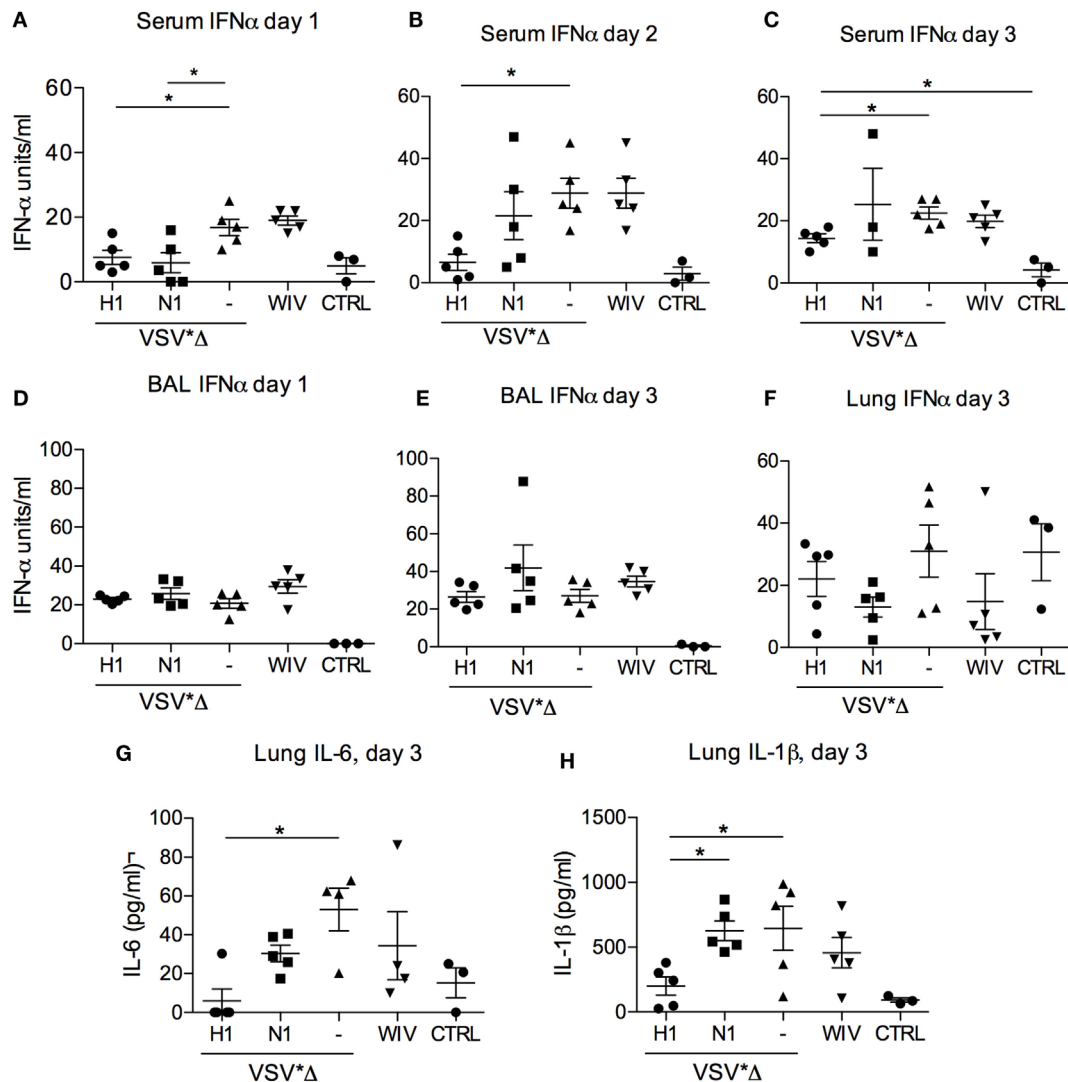 A Serum IFNα day 1
B Serum IFNα day 2
C Serum IFNα day 3
IFN-α units/ml
60
40
20
0
* *
H1 N1 - WIV CTRL
VSV*Δ
60
40
20
0
*
H1 N1 - WIV CTRL
VSV*Δ
60
40
20
0
* *
H1 N1 - WIV CTRL
VSV*Δ
D BAL IFNα day 1
E BAL IFNα day 3
F Lung IFNα day 3
IFN-α units/ml
100
80
60
40
20
0
H1 N1 - WIV CTRL
VSV*Δ
100
80
60
40
20
0
H1 N1 - WIV CTRL
VSV*Δ
60
40
20
0
H1 N1 - WIV CTRL
VSV*Δ
G Lung IL-6, day 3
H Lung IL-1β, day 3
IL-6 (pg/ml)¬
100
80
60
40
20
0
*
H1 N1 - WIV CTRL
VSV*Δ
IL-1β (pg/ml)
1500
1000
500
0
* *
H1 N1 - WIV CTRL
VSV*Δ